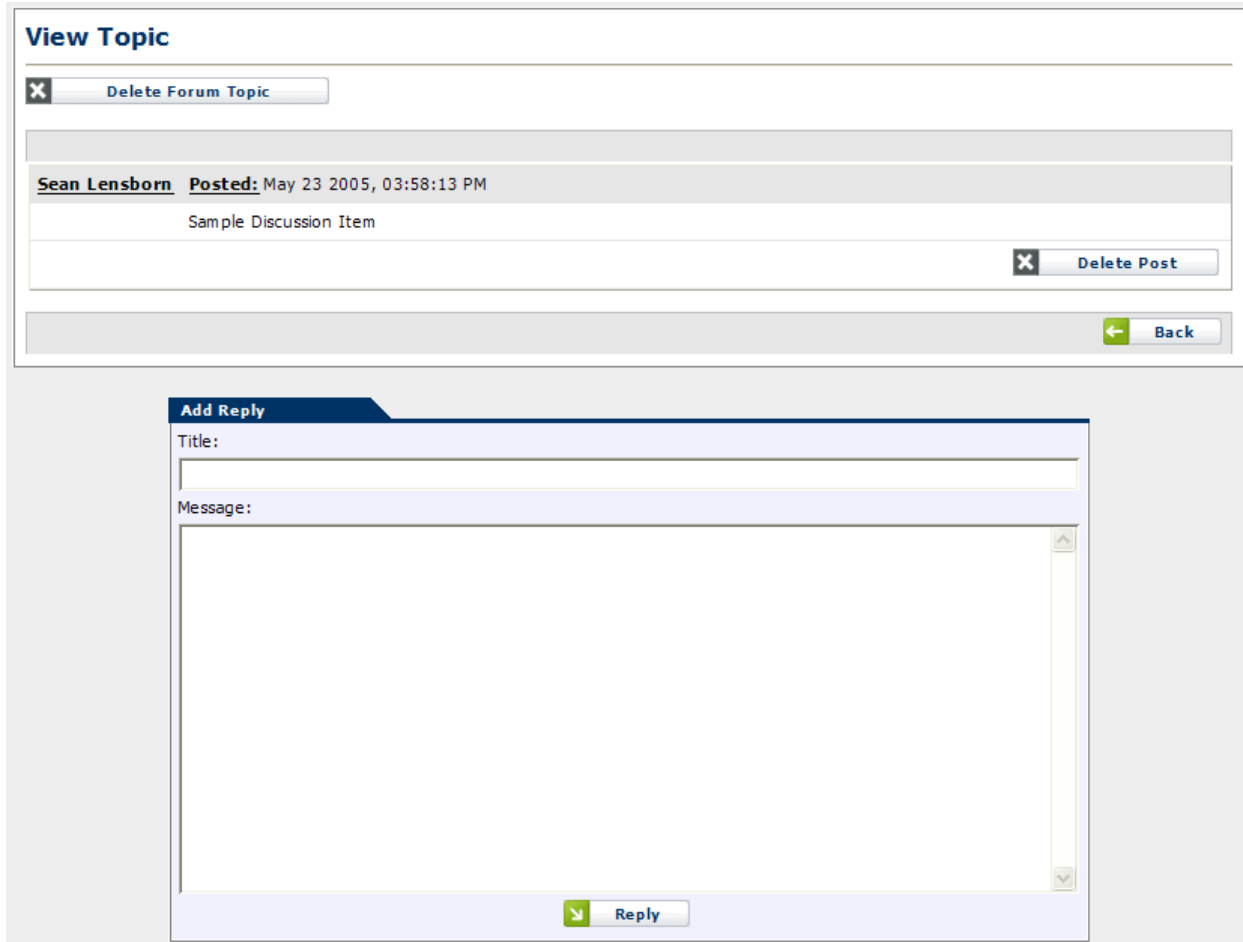 View Topic
Delete Forum Topic
Sean Lensborn Posted: May 23 2005, 03:58:13 PM
Sample Discussion Item
Delete Post
Back
Add Reply
Title:
Message:
Reply